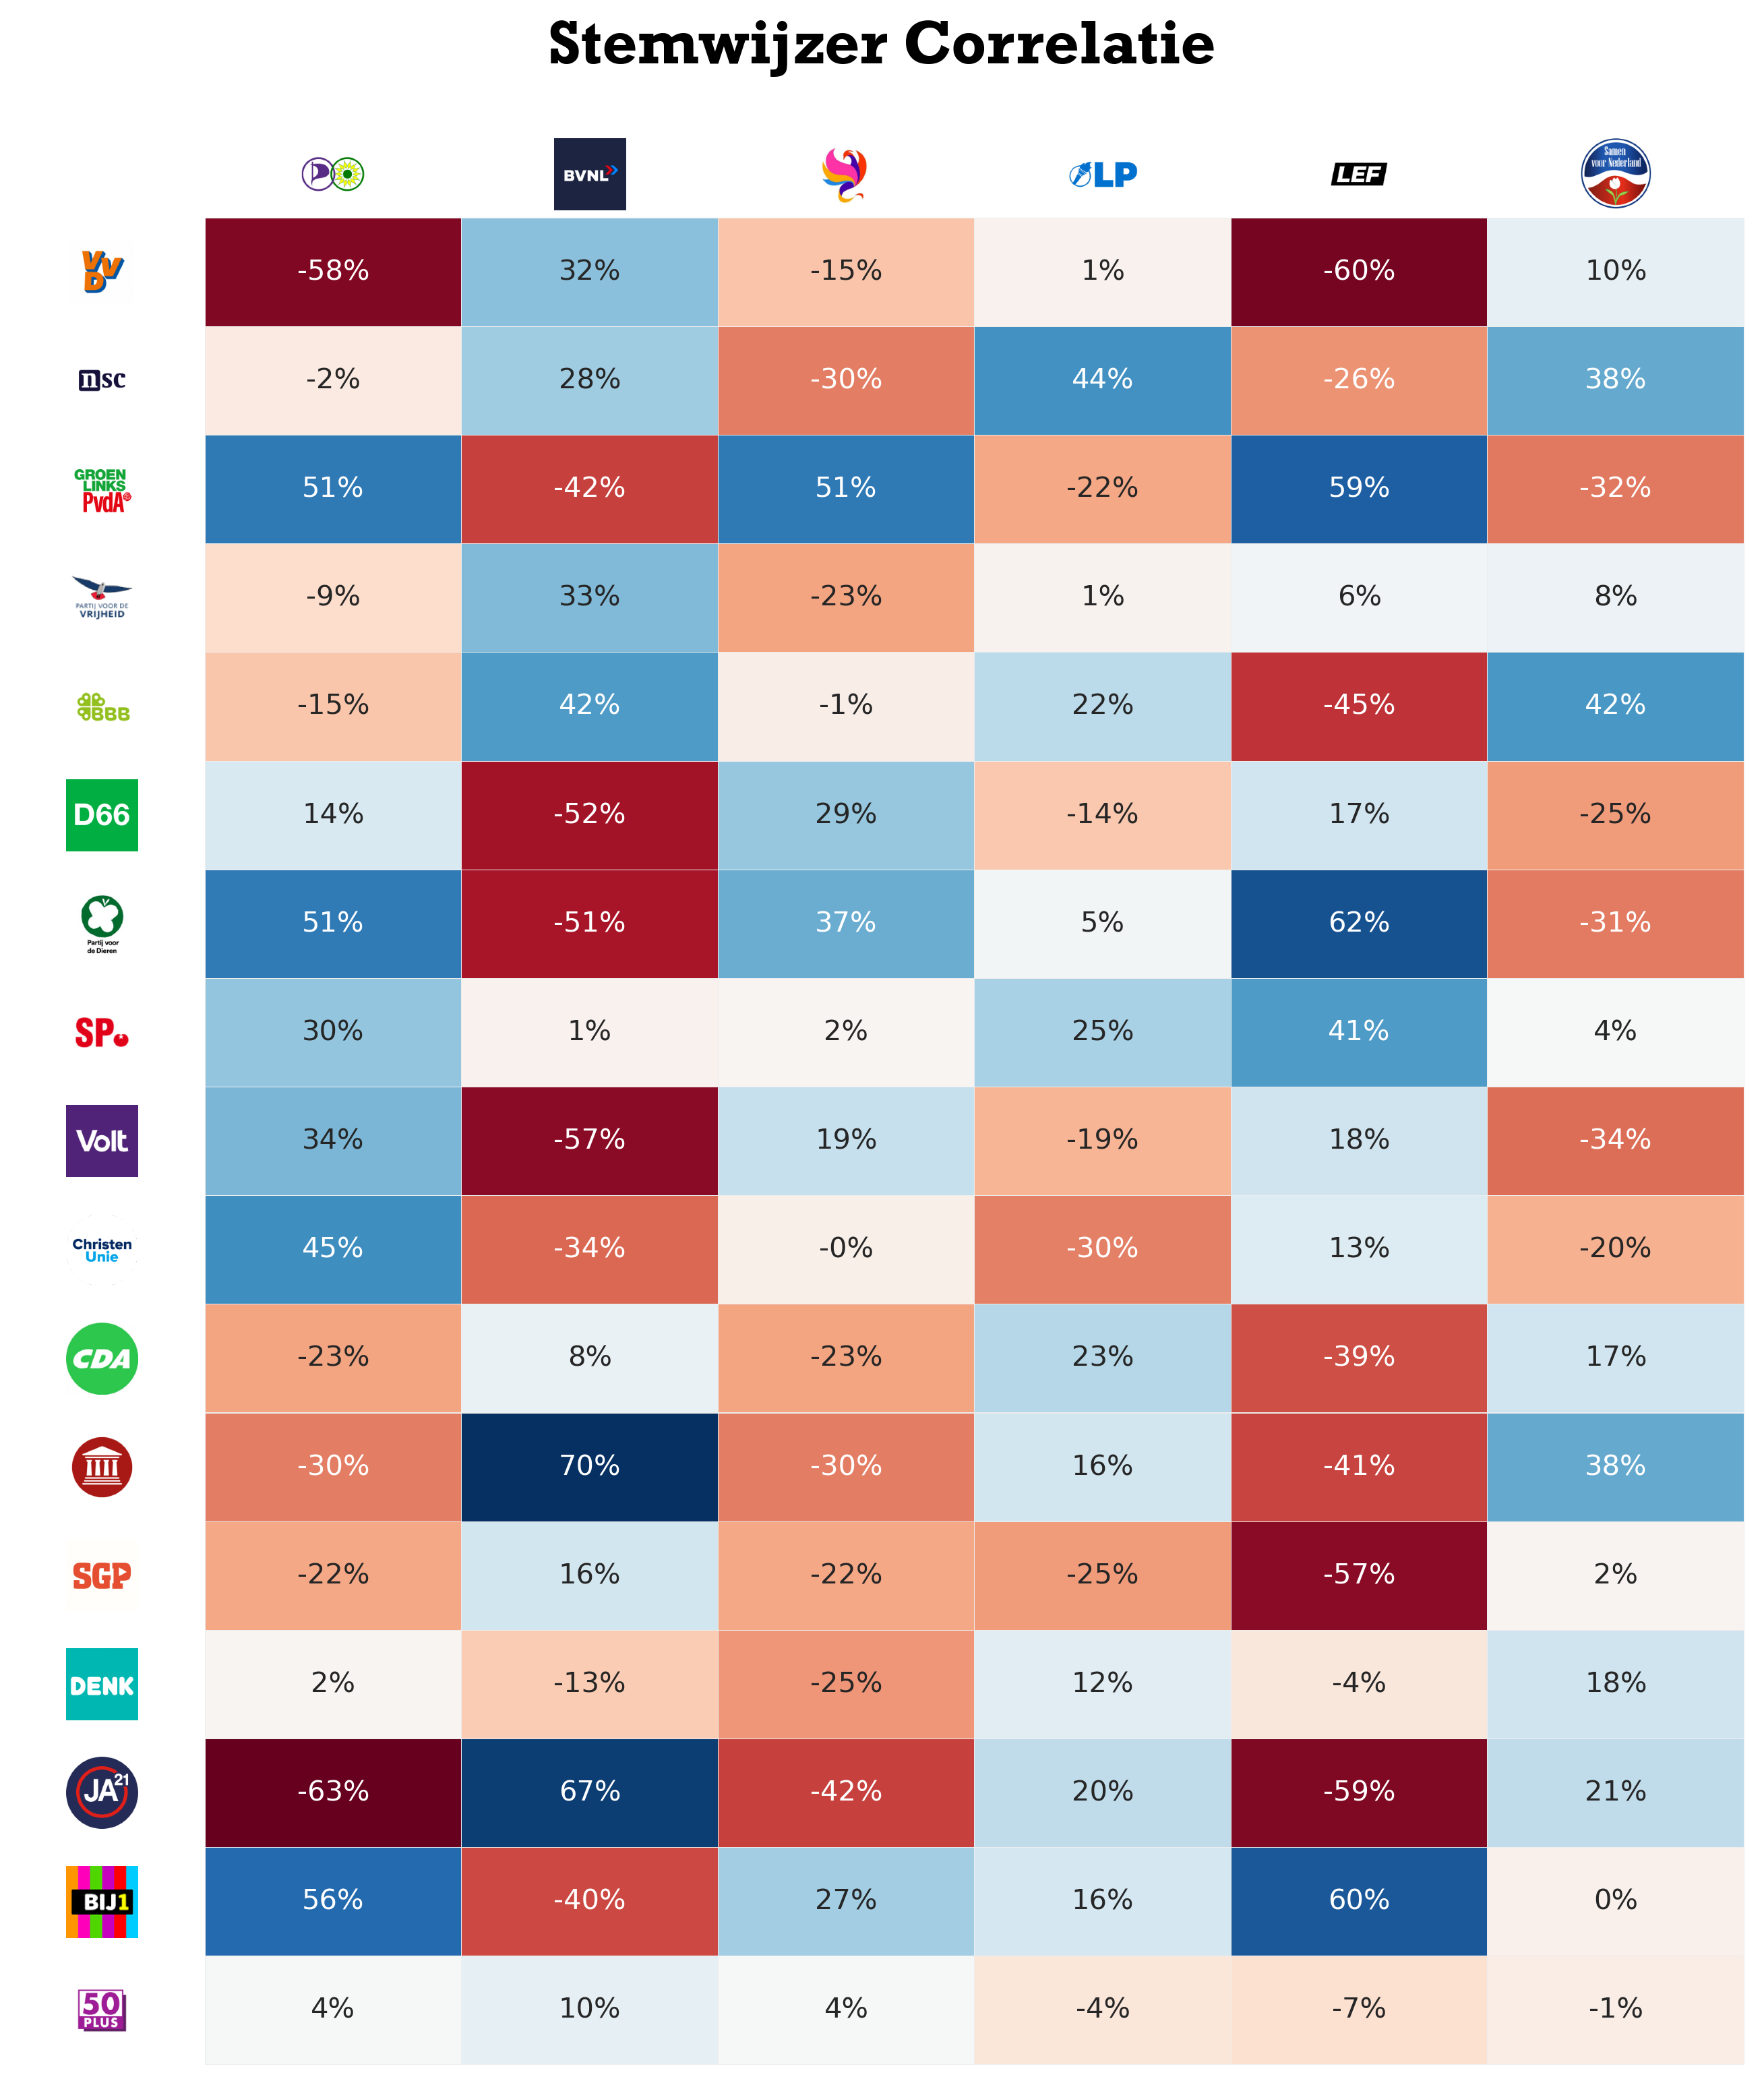 Stemwijzer Correlatie
P BVNL LP LEF Samen
voor Nederland
VVD -58% 32% -15% 1% -60% 10%
nsc -2% 28% -30% 44% -26% 38%
GROEN
LINKS
PvdA 51% -42% 51% -22% 59% -32%
PARTIJ VOOR DE
VRIJHEID -9% 33% -23% 1% 6% 8%
BBB -15% 42% -1% 22% -45% 42%
D66 14% -52% 29% -14% 17% -25%
Partij voor
de Dieren 51% -51% 37% 5% 62% -31%
SP 30% 1% 2% 25% 41% 4%
Volt 34% -57% 19% -19% 18% -34%
Christen
Unie 45% -34% -0% -30% 13% -20%
CDA -23% 8% -23% 23% -39% 17%
-30% 70% -30% 16% -41% 38%
SGP -22% 16% -22% -25% -57% 2%
DENK 2% -13% -25% 12% -4% 18%
JA21 -63% 67% -42% 20% -59% 21%
BIJ1 56% -40% 27% 16% 60% 0%
50
PLUS 4% 10% 4% -4% -7% -1%